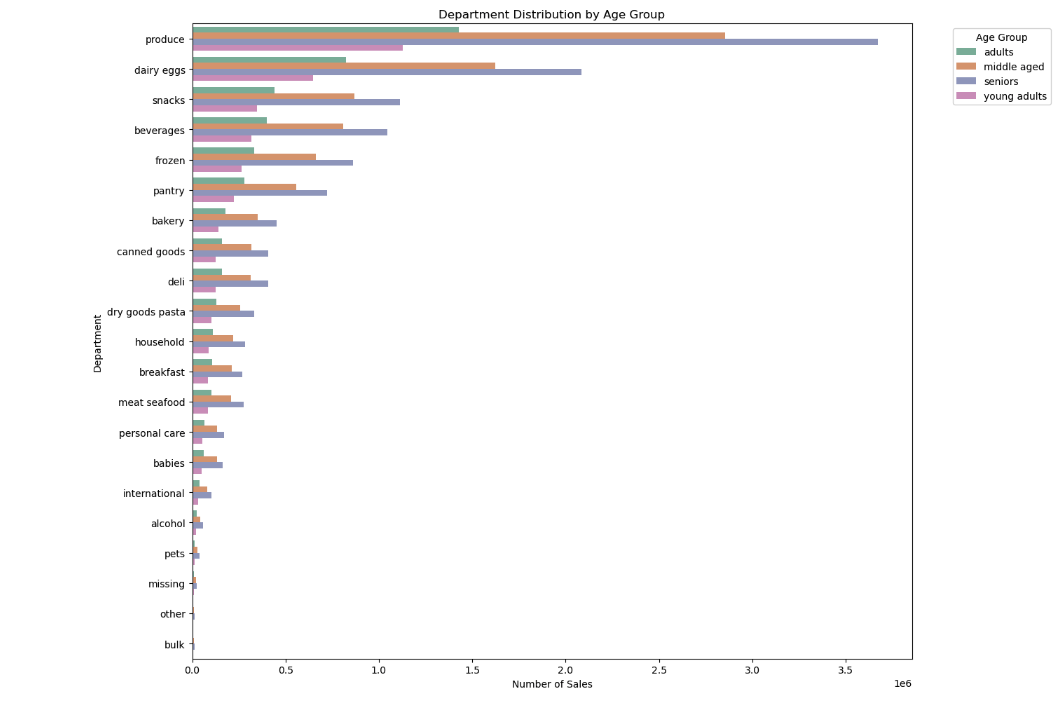 Department Distribution by Age Group
Age Group
adults
middle aged
seniors
young adults
Department
produce
dairy eggs
snacks
beverages
frozen
pantry
bakery
canned goods
deli
dry goods pasta
household
breakfast
meat seafood
personal care
babies
international
alcohol
pets
missing
other
bulk
0.0 0.5 1.0 1.5 2.0 2.5 3.0 3.5
Number of Sales
1e6